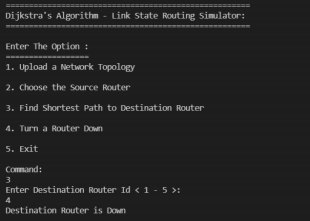 ==================================================
Dijkstra's Algorithm - Link State Routing Simulator:
==================================================
Enter The Option :
==================
1. Upload a Network Topology
2. Choose the Source Router
3. Find Shortest Path to Destination Router
4. Turn a Router Down
5. Exit
Command:
3
Enter Destination Router Id < 1 - 5 >:
4
Destination Router is Down